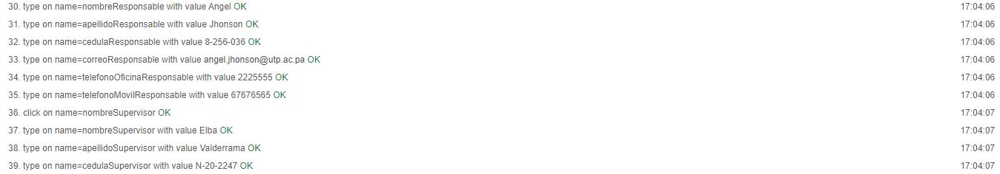 30. type on name=nombreResponsable with value Angel OK 17:04:06
31. type on name=apellidoResponsable with value Jhonson OK 17:04:06
32. type on name=cedulaResponsable with value 8-256-036 OK 17:04:06
33. type on name=correoResponsable with value angel.jhonson@utp.ac.pa OK 17:04:06
34. type on name=telefonoOficinaResponsable with value 2225555 OK 17:04:06
35. type on name=telefonoMovilResponsable with value 67676565 OK 17:04:06
36. click on name=nombreSupervisor OK 17:04:07
37. type on name=nombreSupervisor with value Elba OK 17:04:07
38. type on name=apellidoSupervisor with value Valderrama OK 17:04:07
39. type on name=cedulaSupervisor with value N-20-2247 OK 17:04:07